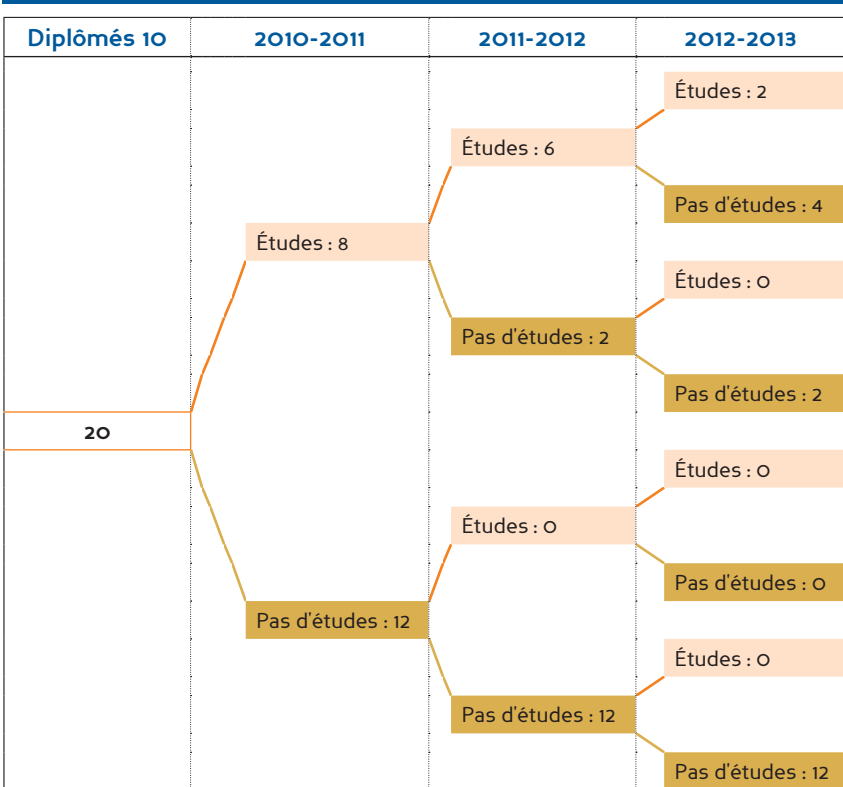 Diplômés 10 2010-2011 2011-2012 2012-2013
Études : 2
Études : 6
Pas d'études : 4
Études : 8
Études : 0
Pas d'études : 2
Pas d'études : 2
20
Études : 0
Études : 0
Pas d'études : 0
Pas d'études : 12
Études : 0
Pas d'études : 12
Pas d'études : 12